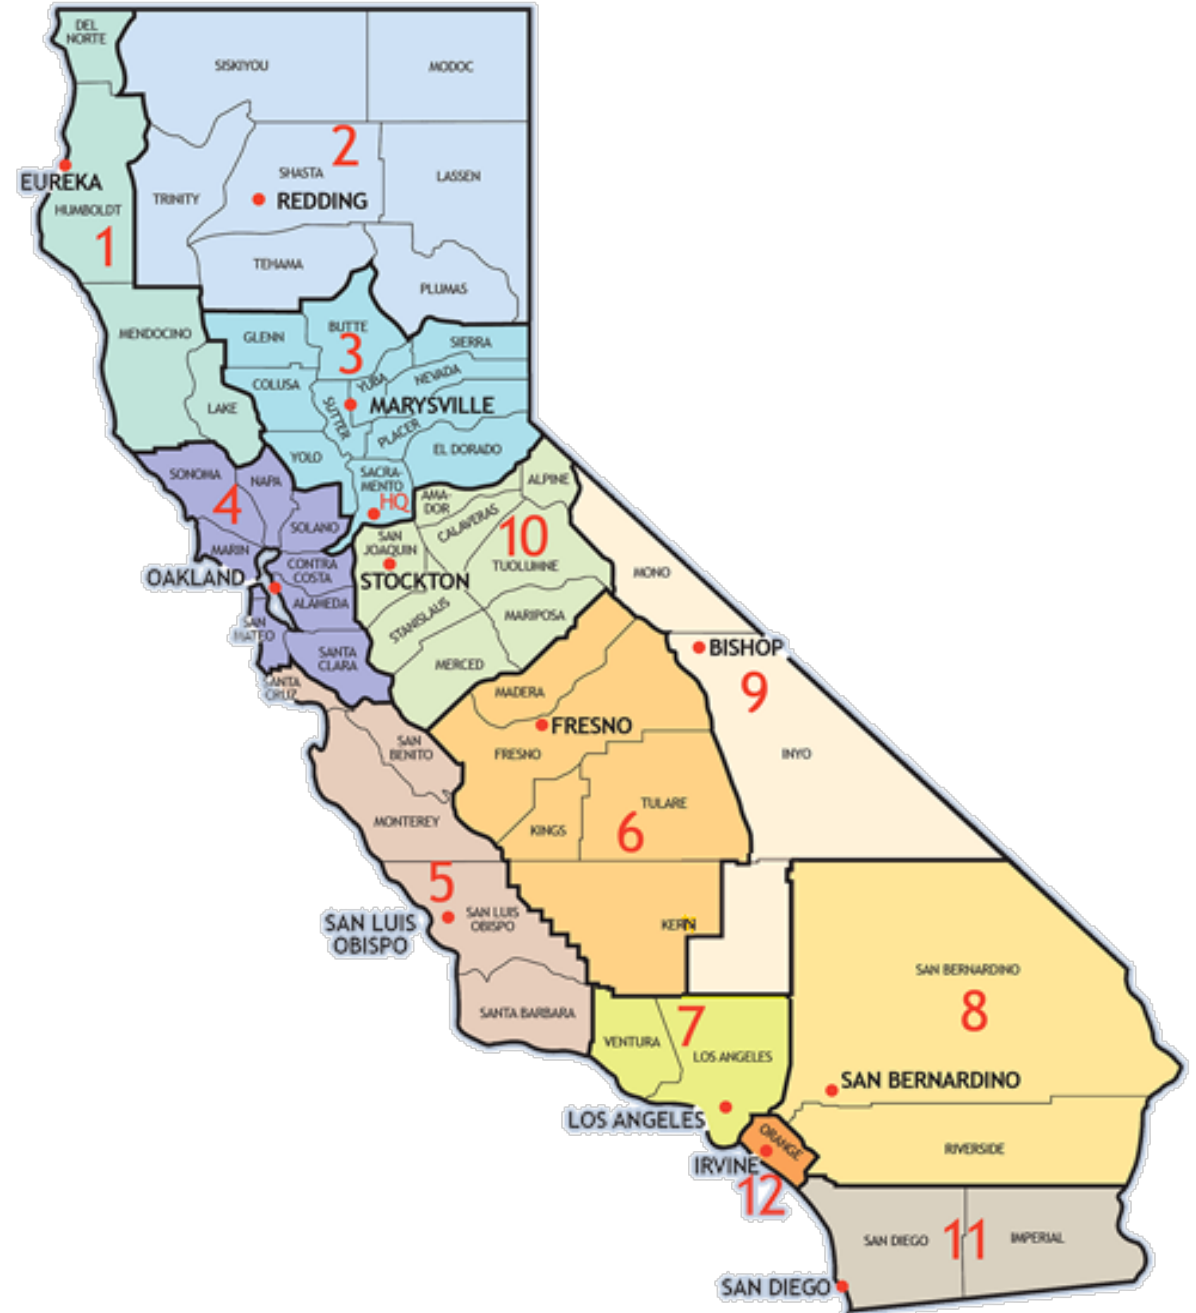 DEL
NORTE
SISKIYOU
MODOC
2
SHASTA
REDDING
LASSEN
TRINITY
EUREKA
HUMBOLDT
1
TEHAMA
PLUMAS
MENDOCINO
GLENN
BUTTE
3
SIERRA
COLUSA
YUBA
NEVADA
LAKE
SUTTER
MARYSVILLE
PLACER
YOLO
EL DORADO
SONOMA
NAPA
SACRA-
MENTO
HQ
ALPINE
AMA-
DOR
CALAVERAS
4
SOLANO
10
MARIN
SAN
JOAQUIN
TUOLUMNE
CONTRA
COSTA
OAKLAND
STOCKTON
MONO
ALAMEDA
STANISLAUS
MARIPOSA
SAN
MATEO
SANTA
CLARA
MERCED
BISHOP
9
SANTA
CRUZ
MADERA
FRESNO
FRESNO
SAN
BENITO
INYO
TULARE
MONTEREY
KINGS
6
5
SAN LUIS
OBISPO
SAN LUIS
OBISPO
KERN
SAN BERNARDINO
8
SANTA BARBARA
VENTURA
7
LOS ANGELES
SAN BERNARDINO
LOS ANGELES
ORANGE
IRVINE
12
RIVERSIDE
SAN DIEGO
11
IMPERIAL
SAN DIEGO